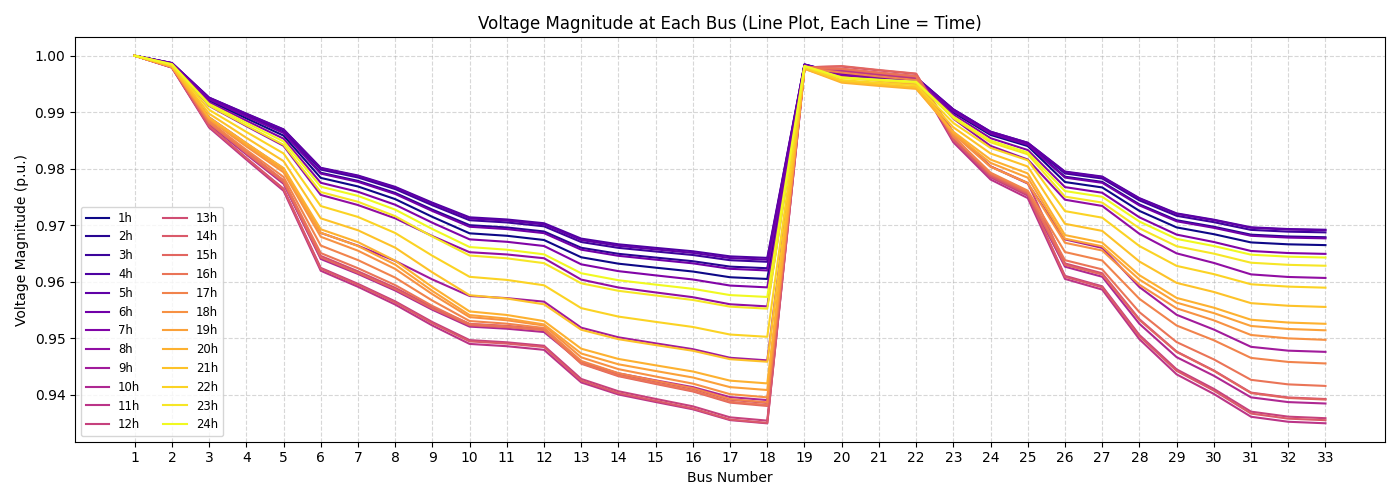 Voltage Magnitude at Each Bus (Line Plot, Each Line = Time)
Voltage Magnitude (p.u.)
1.00
0.99
0.98
0.97
0.96
0.95
0.94
1h 13h
2h 14h
3h 15h
4h 16h
5h 17h
6h 18h
7h 19h
8h 20h
9h 21h
10h 22h
11h 23h
12h 24h
1 2 3 4 5 6 7 8 9 10 11 12 13 14 15 16 17 18 19 20 21 22 23 24 25 26 27 28 29 30 31 32 33
Bus Number